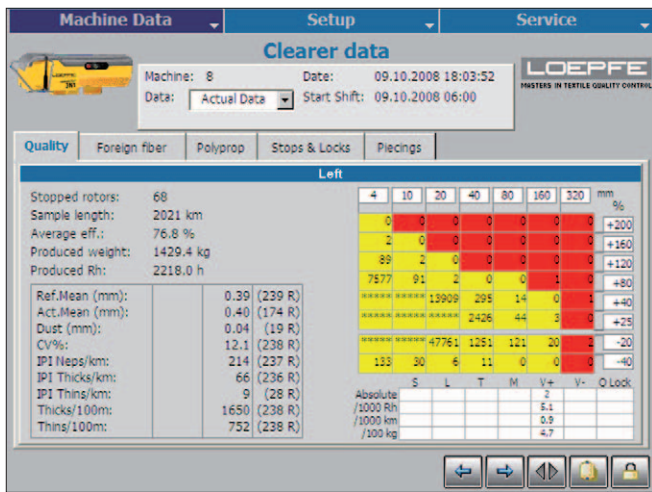 Machine Data Setup Service
Clearer data
LOEPFE
MASTERS IN TEXTILE QUALITY CONTROL
Machine: 8 Date: 09.10.2008 18:03:52
Data: Actual Data Start Shift: 09.10.2008 06:00
Quality Foreign fiber Polyprop Stops & Locks Piecings
Left
Stopped rotors: 68
Sample length: 2021 km
Average eff.: 76.8 %
Produced weight: 1429.4 kg
Produced Rh: 2218.0 h
Ref.Mean (mm): 0.39 (239 R)
Act.Mean (mm): 0.40 (174 R)
Dust (mm): 0.04 (19 R)
CV%: 12.1 (238 R)
IPI Neps/km: 214 (237 R)
IPI Thicks/km: 66 (236 R)
IPI Thins/km: 9 (28 R)
Thicks/100m: 1650 (238 R)
Thins/100m: 752 (238 R)
4 10 20 40 80 160 320 mm
%
0 0 0 0 0 0 0 +200
2 0 0 0 0 0 0 +160
89 2 0 0 0 0 0 +120
7577 91 2 0 0 1 0 +80
***** ***** 13909 295 14 0 1 +40
***** ***** ***** 2426 44 3 0 +25
***** ***** 47761 1251 121 20 2 -20
133 30 6 11 0 0 0 -40
S L T M V+ V- O Lock
Absolute 2
/1000 Rh 5.1
/1000 km 0.9
/100 kg 4.7